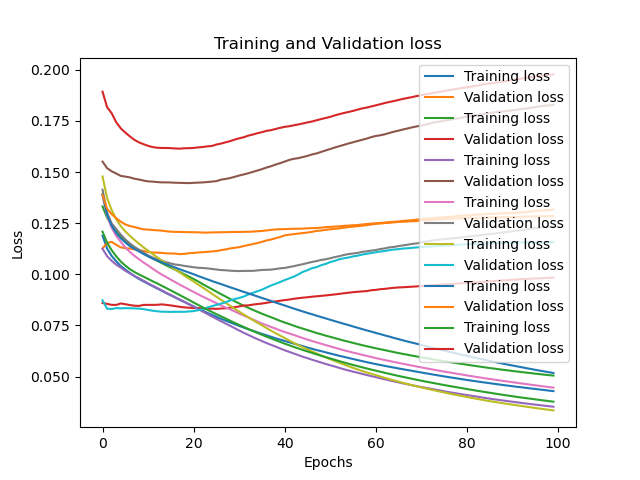 Training and Validation loss
Loss
0.200
0.175
0.150
0.125
0.100
0.075
0.050
0
20
40
60
80
100
Epochs
Training loss
Validation loss
Training loss
Validation loss
Training loss
Validation loss
Training loss
Validation loss
Training loss
Validation loss
Training loss
Validation loss
Training loss
Validation loss